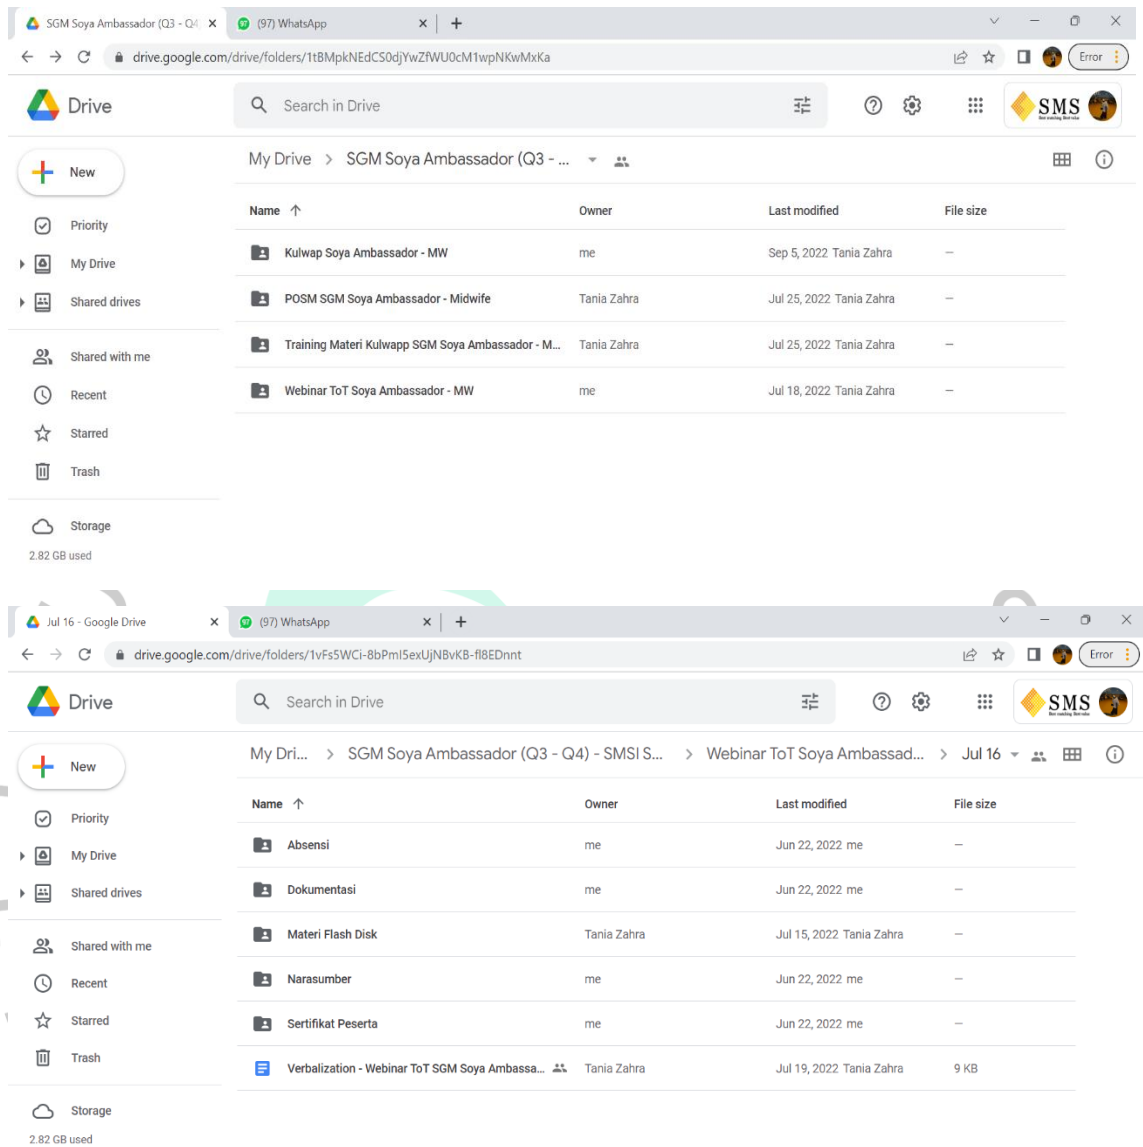 SGM Soya Ambassador (Q3 - Q4)
(97) WhatsApp
drive.google.com/drive/folders/1tBMpkNEdCS0djYwZfWU0cM1wpNKwMxKa
Error
Drive
Search in Drive
SMS
New
My Drive > SGM Soya Ambassador (Q3 - ...
Name Owner Last modified File size
Priority
My Drive
Shared drives
Shared with me
Recent
Starred
Trash
Storage
2.82 GB used
Kulwap Soya Ambassador - MW me Sep 5, 2022 Tania Zahra —
POSM SGM Soya Ambassador - Midwife Tania Zahra Jul 25, 2022 Tania Zahra —
Training Materi Kulwapp SGM Soya Ambassador - M... Tania Zahra Jul 25, 2022 Tania Zahra —
Webinar ToT Soya Ambassador - MW me Jul 18, 2022 Tania Zahra —
Jul 16 - Google Drive
(97) WhatsApp
drive.google.com/drive/folders/1vFs5WCi-8bPmI5exUjNBvKB-fl8EDnnt
Error
Drive
Search in Drive
SMS
New
My Dri... > SGM Soya Ambassador (Q3 - Q4) - SMSI S... > Webinar ToT Soya Ambassad... > Jul 16
Name Owner Last modified File size
Priority
My Drive
Shared drives
Shared with me
Recent
Starred
Trash
Storage
2.82 GB used
Absensi me Jun 22, 2022 me —
Dokumentasi me Jun 22, 2022 me —
Materi Flash Disk Tania Zahra Jul 15, 2022 Tania Zahra —
Narasumber me Jun 22, 2022 me —
Sertifikat Peserta me Jun 22, 2022 me —
Verbalization - Webinar ToT SGM Soya Ambassa... Tania Zahra Jul 19, 2022 Tania Zahra 9 KB